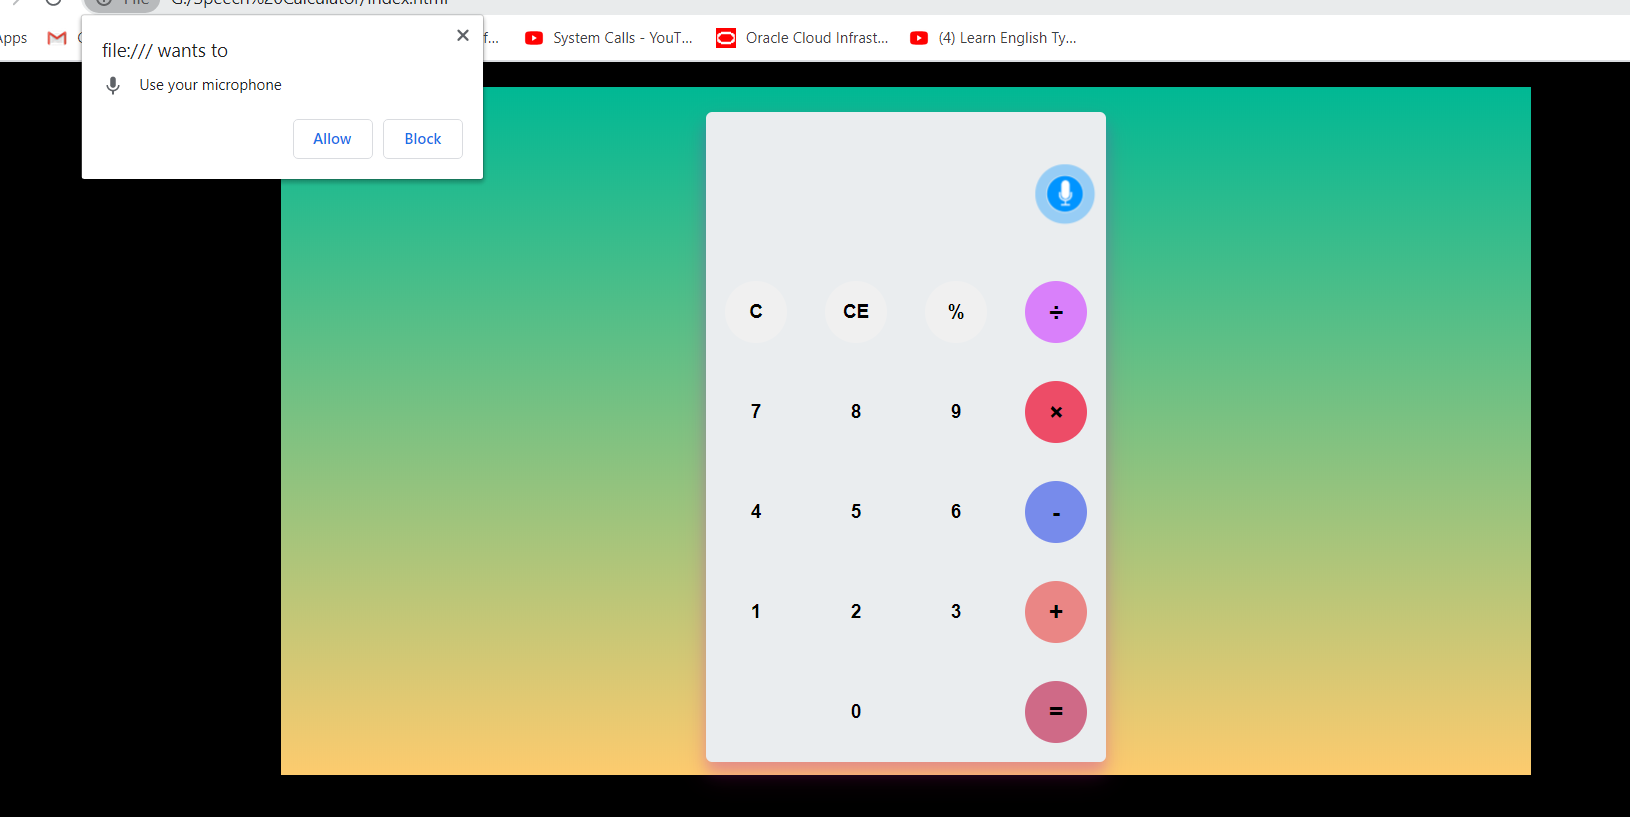 File G:/Speech%20Calculator/index.html
Apps
f... System Calls - YouT... Oracle Cloud Infrast... (4) Learn English Ty...
file:/// wants to
Use your microphone
Allow Block
C CE % ÷
7 8 9 ×
4 5 6 -
1 2 3 +
0 =